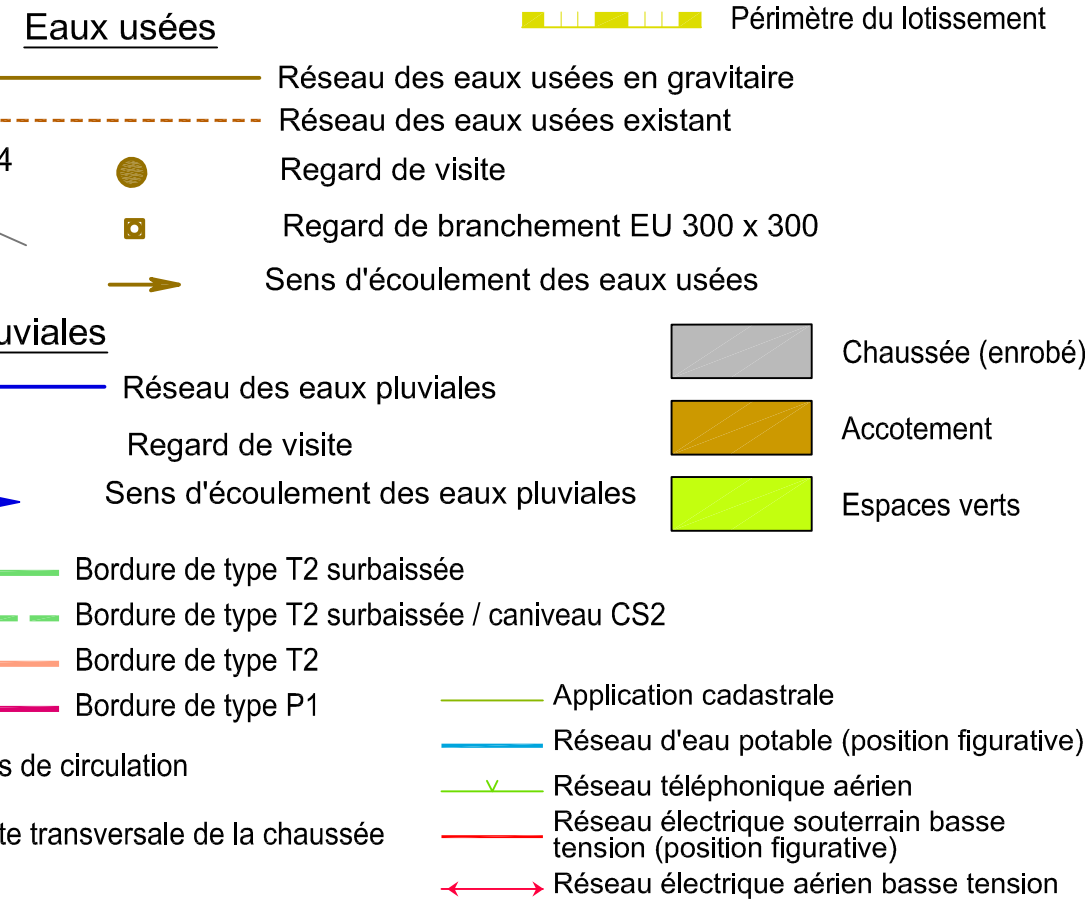 Eaux usées
Périmètre du lotissement
Réseau des eaux usées en gravitaire
Réseau des eaux usées existant
4
Regard de visite
Regard de branchement EU 300 x 300
Sens d'écoulement des eaux usées
uviales
Réseau des eaux pluviales
Regard de visite
Sens d'écoulement des eaux pluviales
Chaussée (enrobé)
Accotement
Espaces verts
Bordure de type T2 surbaissée
Bordure de type T2 surbaissée / caniveau CS2
Bordure de type T2
Bordure de type P1
s de circulation
te transversale de la chaussée
Application cadastrale
Réseau d'eau potable (position figurative)
Réseau téléphonique aérien
Réseau électrique souterrain basse
tension (position figurative)
Réseau électrique aérien basse tension